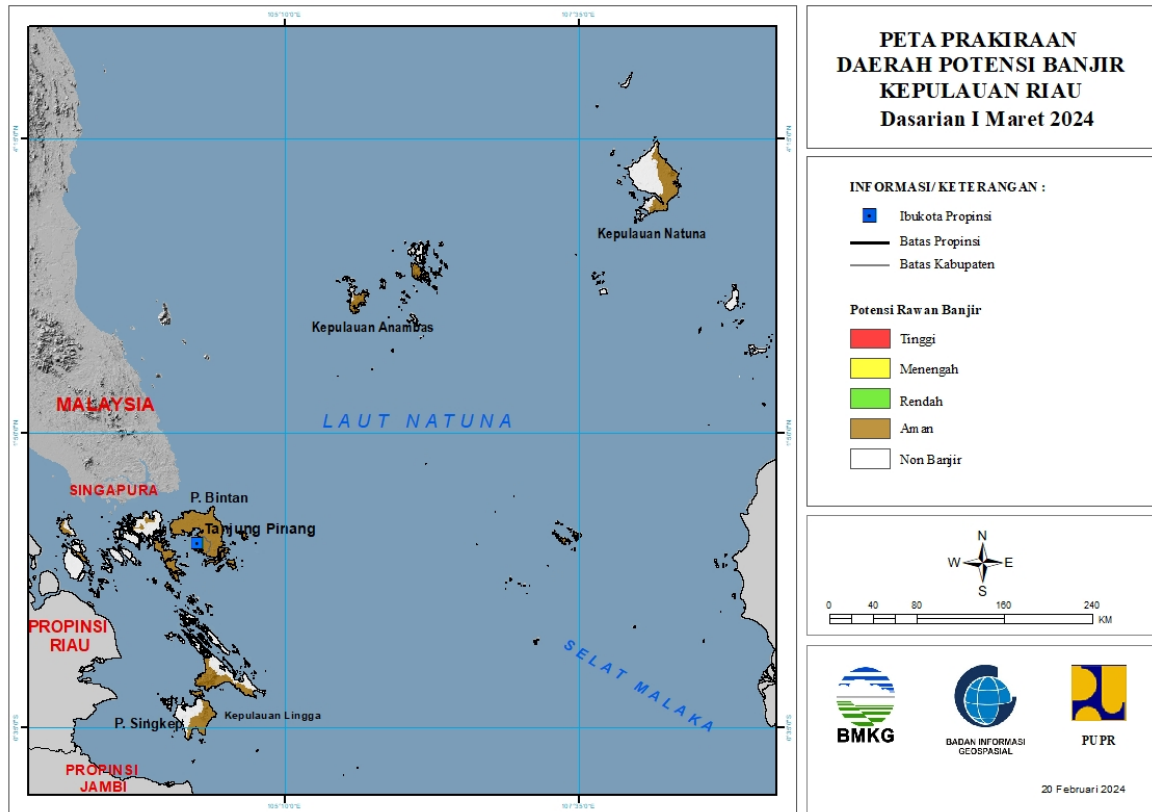 PETA PRAKIRAAN
DAERAH POTENSI BANJIR
KEPULAUAN RIAU
Dasarian I Maret 2024
INFORMASI/ KETERANGAN :
Ibukota Propinsi
Batas Propinsi
Batas Kabupaten
Potensi Rawan Banjir
Tinggi
Menengah
Rendah
Aman
Non Banjir
N
W E
S
0 20 40 80 160 240
KM
BMKG
BADAN INFORMASI
GEOSPASIAL
PUPR
20 Februari 2024
Kepulauan Natuna
Kepulauan Anambas
MALAYSIA
LAUT NATUNA
SINGAPURA
P. Bintan
Tanjung Pinang
PROPINSI
RIAU
SELAT MALAKA
P. Singkep
Kepulauan Lingga
PROPINSI
JAMBI